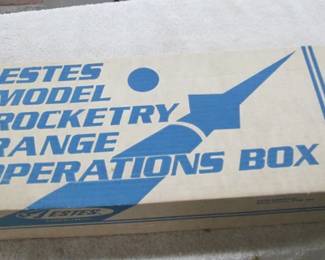 ESTES
MODEL
ROCKETRY
RANGE
OPERATIONS BOX
ESTES